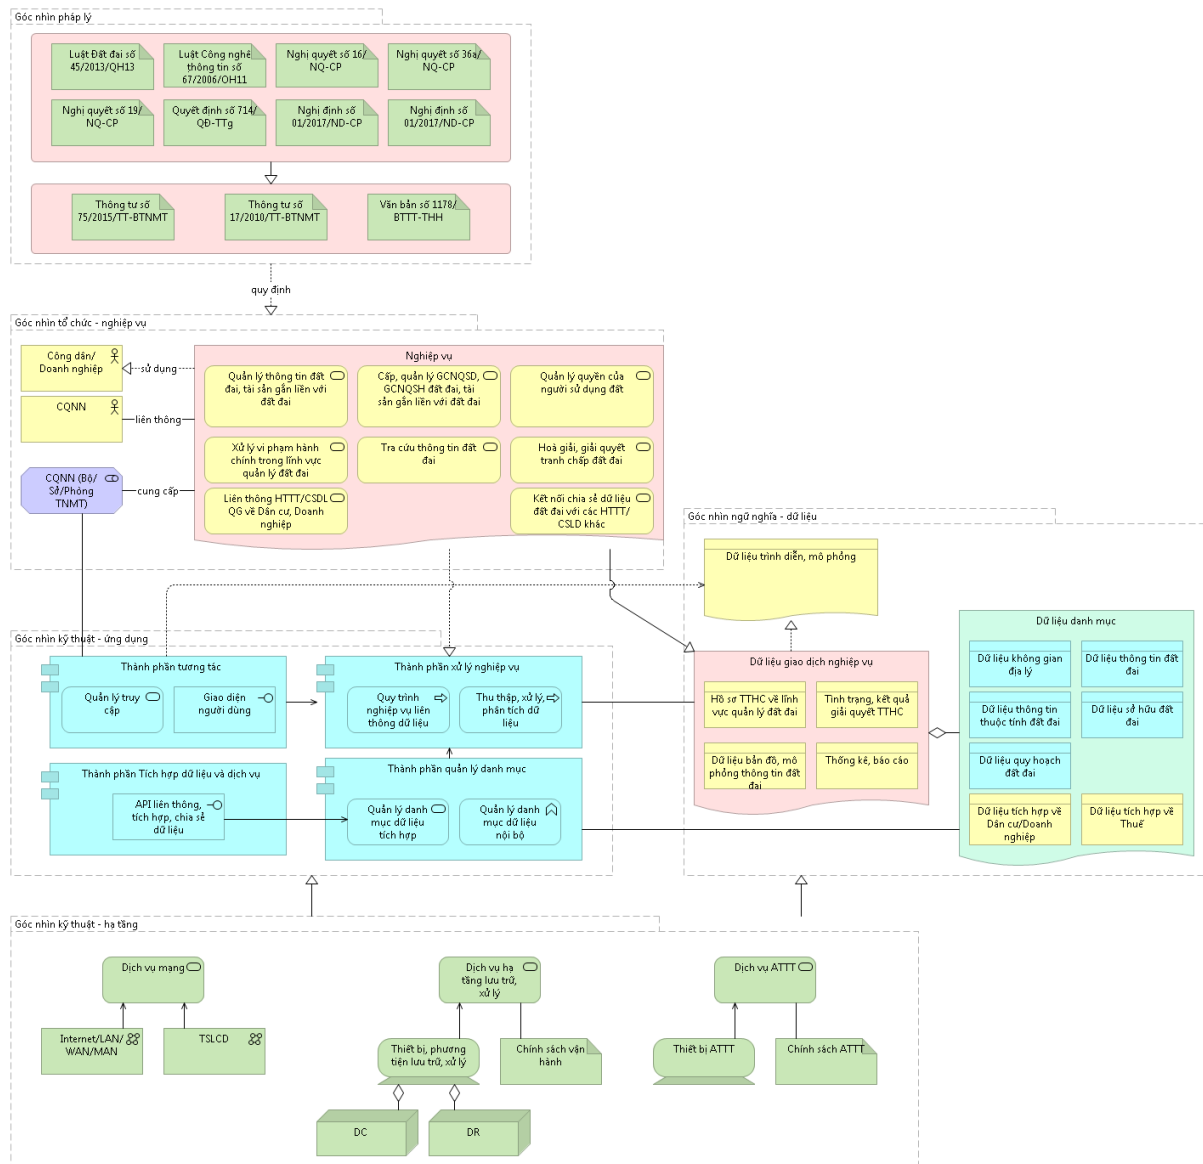 Góc nhìn pháp lý
Luật Đất đai số
45/2013/QH13
Luật Công nghệ
thông tin số
67/2006/OH11
Nghị quyết số 16/
NQ-CP
Nghị quyết số 36a/
NQ-CP
Nghị quyết số 19/
NQ-CP
Quyết định số 714/
QĐ-TTg
Nghị định số
01/2017/ND-CP
Nghị định số
01/2017/ND-CP
Thông tư số
75/2015/TT-BTNMT
Thông tư số
17/2010/TT-BTNMT
Văn bản số 1178/
BTTT-THH
quy định
Góc nhìn tổ chức - nghiệp vụ
Công dân/
Doanh nghiệp
sử dụng
CQNN
liên thông
CQNN (Bộ/
Sở/Phòng
TNMT)
cung cấp
Nghiệp vụ
Quản lý thông tin đất
đai, tài sản gắn liền với
đất đai
Cấp, quản lý GCNQSD,
GCNQSH đất đai, tài
sản gắn liền với đất đai
Quản lý quyền của
người sử dụng đất
Xử lý vi phạm hành
chính trong lĩnh vực
quản lý đất đai
Tra cứu thông tin đất
đai
Hoà giải, giải quyết
tranh chấp đất đai
Liên thông HTTT/CSDL
QG về Dân cư, Doanh
nghiệp
Kết nối chia sẻ dữ liệu
đất đai với các HTTT/
CSLD khác
Góc nhìn ngữ nghĩa - dữ liệu
Dữ liệu trình diễn, mô phỏng
Dữ liệu giao dịch nghiệp vụ
Hồ sơ TTHC về lĩnh
vực quản lý đất đai
Tình trạng, kết quả
giải quyết TTHC
Dữ liệu bản đồ, mô
phỏng thông tin đất
đai
Thống kê, báo cáo
Dữ liệu danh mục
Dữ liệu không gian
địa lý
Dữ liệu thông tin đất
đai
Dữ liệu thông tin
thuộc tính đất đai
Dữ liệu sở hữu đất
đai
Dữ liệu quy hoạch
đất đai
Dữ liệu tích hợp về
Dân cư/Doanh
nghiệp
Dữ liệu tích hợp về
Thuế
Góc nhìn kỹ thuật - ứng dụng
Thành phần tương tác
Quản lý truy
cập
Giao diện
người dùng
Thành phần xử lý nghiệp vụ
Quy trình
nghiệp vụ liên
thông dữ liệu
Thu thập, xử lý,
phân tích dữ
liệu
Thành phần Tích hợp dữ liệu và dịch vụ
API liên thông,
tích hợp, chia sẻ
dữ liệu
Thành phần quản lý danh mục
Quản lý danh
mục dữ liệu
tích hợp
Quản lý danh
mục dữ liệu
nội bộ
Góc nhìn kỹ thuật - hạ tầng
Dịch vụ mạng
Internet/LAN/
WAN/MAN
TSLCD
Dịch vụ hạ
tầng lưu trữ,
xử lý
Thiết bị, phương
tiện lưu trữ, xử lý
Chính sách vận
hành
DC
DR
Dịch vụ ATTT
Thiết bị ATTT
Chính sách ATTT